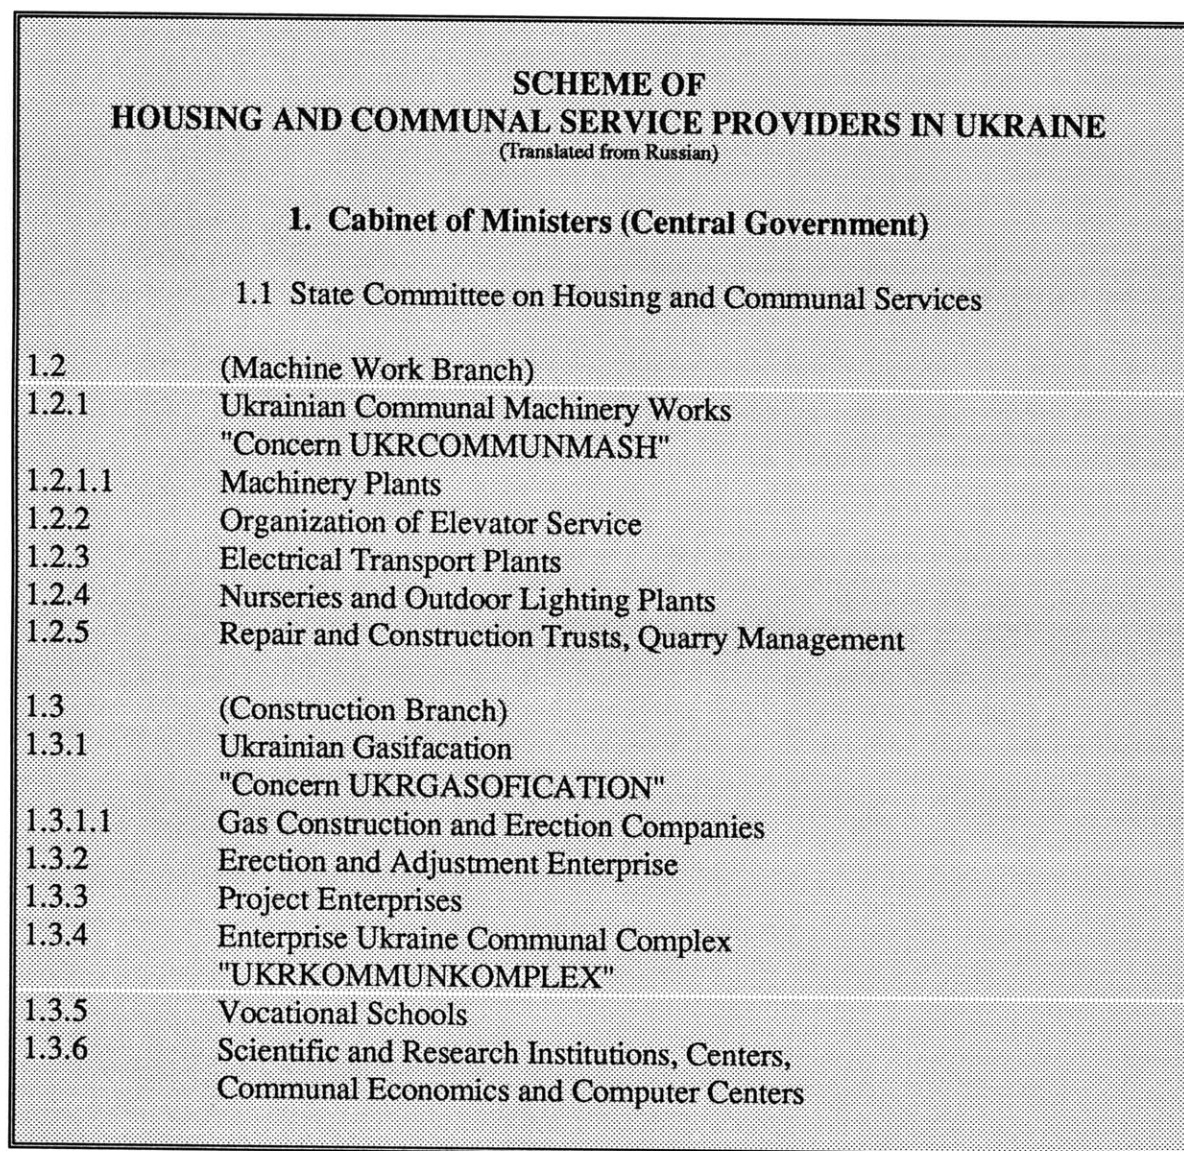 SCHEME OF
HOUSING AND COMMUNAL SERVICE PROVIDERS IN UKRAINE
(Translated from Russian)
1. Cabinet of Ministers (Central Government)
1.1 State Committee on Housing and Communal Services
1.2 (Machine Work Branch)
1.2.1 Ukrainian Communal Machinery Works
"Concern UKRCOMMUNMASH"
1.2.1.1 Machinery Plants
1.2.2 Organization of Elevator Service
1.2.3 Electrical Transport Plants
1.2.4 Nurseries and Outdoor Lighting Plants
1.2.5 Repair and Construction Trusts, Quarry Management
1.3 (Construction Branch)
1.3.1 Ukrainian Gasifacation
"Concern UKRGASOFICATION"
1.3.1.1 Gas Construction and Erection Companies
1.3.2 Erection and Adjustment Enterprise
1.3.3 Project Enterprises
1.3.4 Enterprise Ukraine Communal Complex
"UKRKOMMUNKOMPLEX"
1.3.5 Vocational Schools
1.3.6 Scientific and Research Institutions, Centers,
Communal Economics and Computer Centers